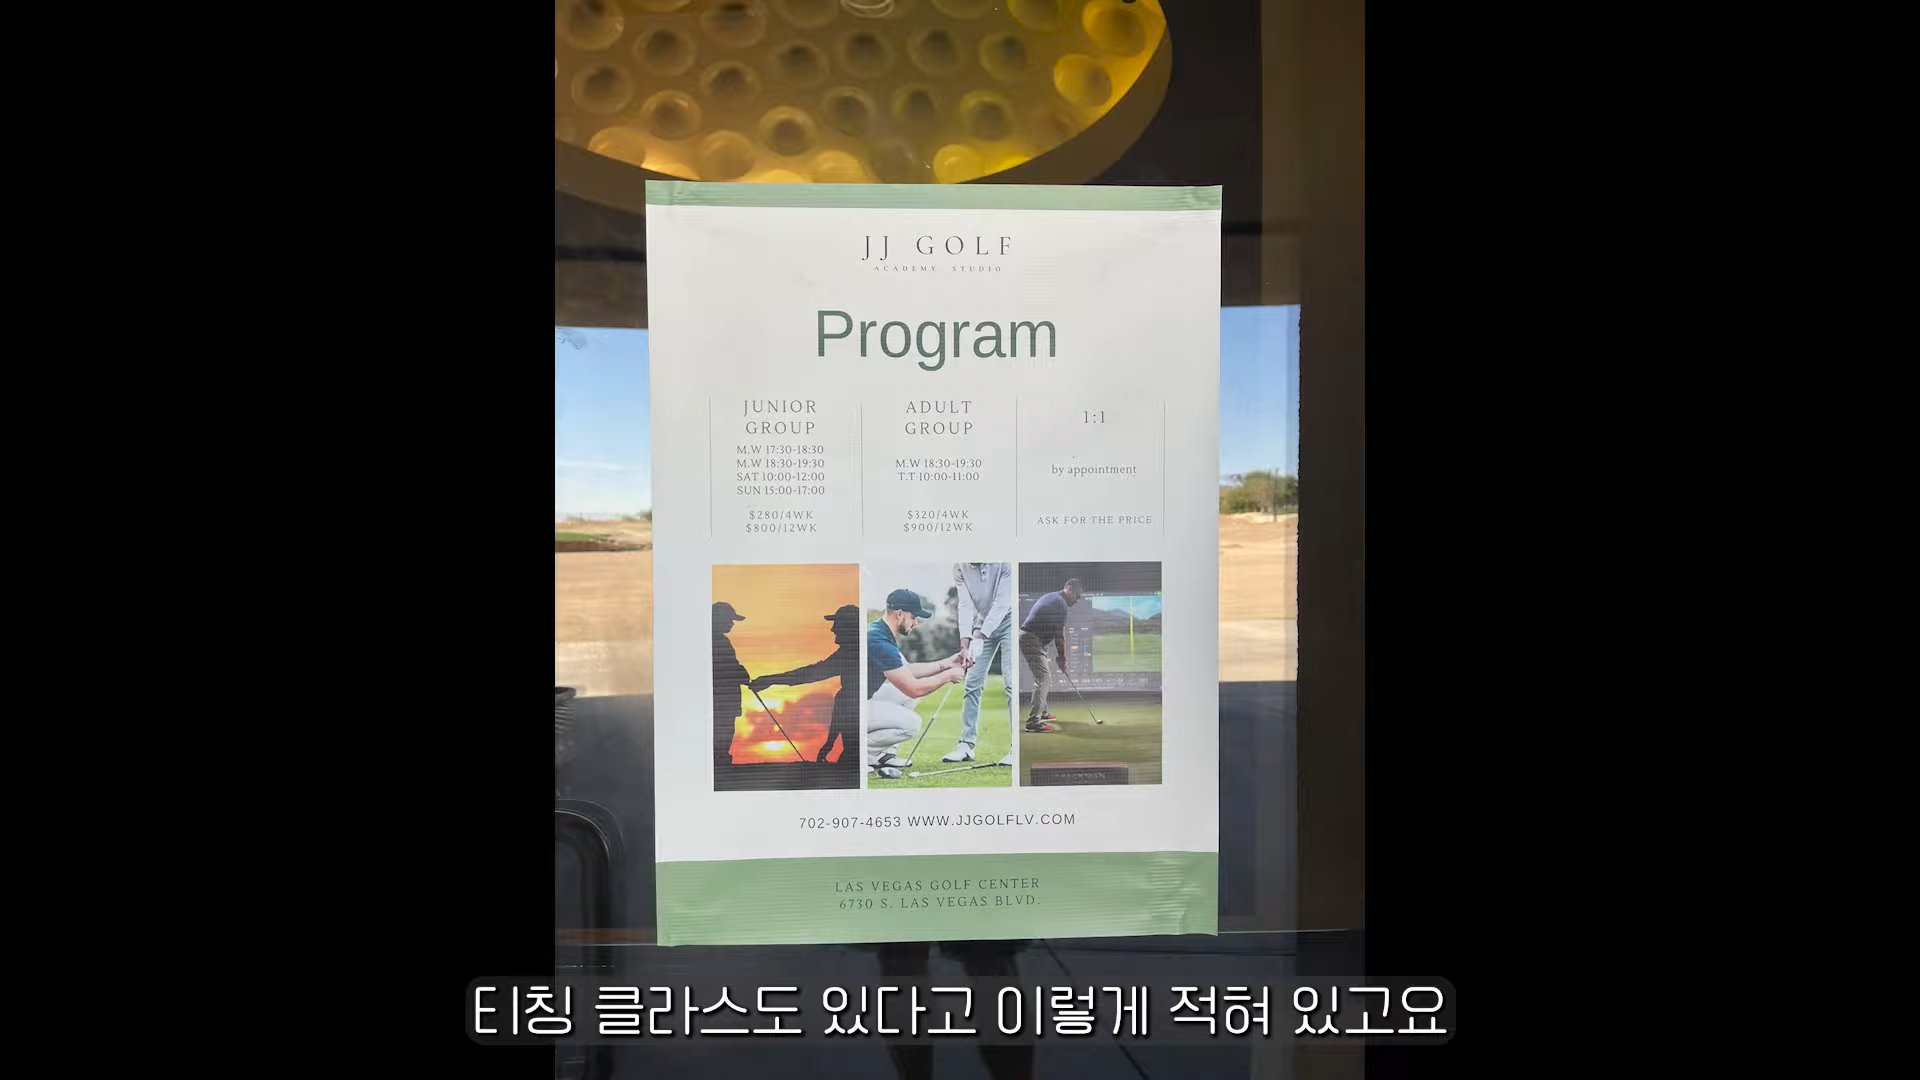 JJ GOLF
ACADEMY STUDIO
Program
JUNIOR
GROUP
M.W 17:30-18:30
M.W 18:30-19:30
SAT 10:00-12:00
SUN 15:00-17:00
$280/4WK
$800/12WK
ADULT
GROUP
M.W 18:30-19:30
T.T 10:00-11:00
$320/4WK
$900/12WK
1:1
by appointment
ASK FOR THE PRICE
TRACKMAN
702-907-4653 WWW.JJGOLFLV.COM
LAS VEGAS GOLF CENTER
6730 S. LAS VEGAS BLVD.
티칭 클라스도 있다고 이렇게 적혀 있고요